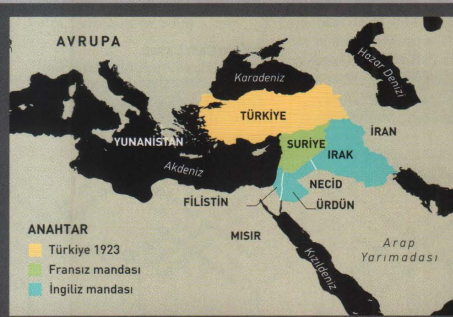 AVRUPA
Hazar Denizi
Karadeniz
TÜRKİYE
İRAN
YUNANİSTAN
SURİYE
IRAK
Akdeniz
NECİD
FİLİSTİN
ÜRDÜN
ANAHTAR
MISIR
Türkiye 1923
Arap
Yarımadası
Fransız mandası
Kızıldeniz
İngiliz mandası